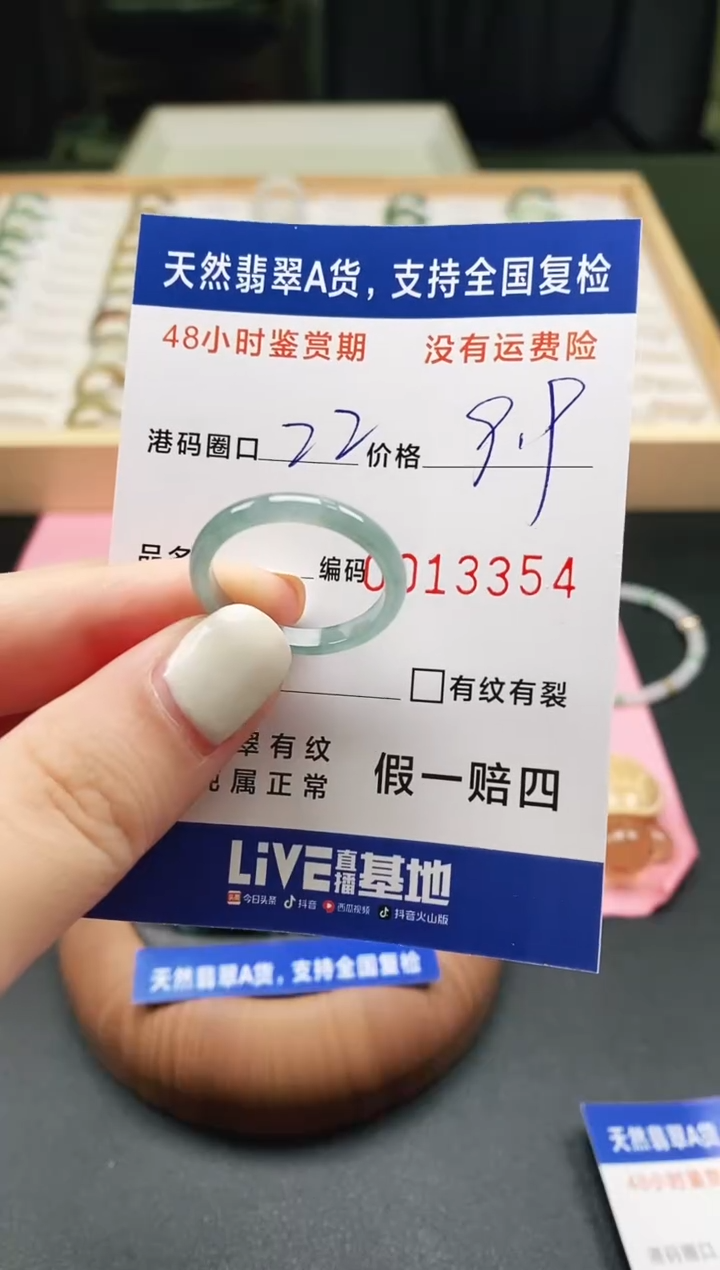 天然翡翠A货，支持全国复检
48小时鉴赏期 没有运费险
港码圈口 22 价格
品名 编码 0013354
□有纹有裂
翠有纹
属正常 假一赔四
LiVE直播基地
今日头条 抖音 西瓜视频 抖音火山版
天然翡翠A货，支持全国复检
天然翡翠A货
48小时鉴赏
港码圈口